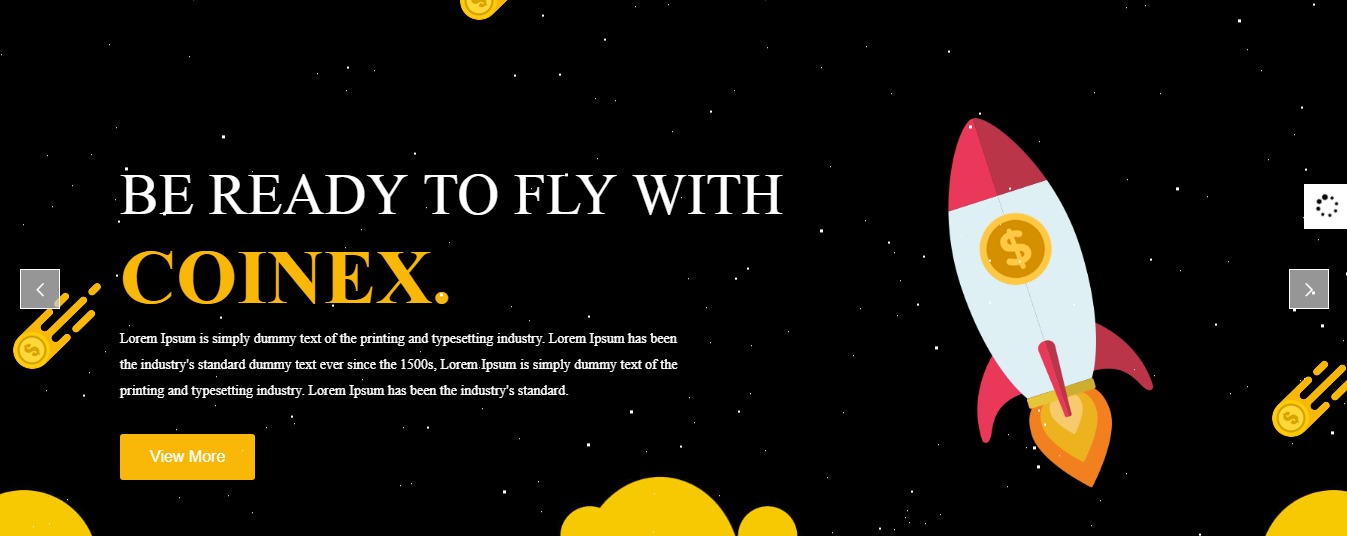 BE READY TO FLY WITH
COINEX.
Lorem Ipsum is simply dummy text of the printing and typesetting industry. Lorem Ipsum has been
the industry's standard dummy text ever since the 1500s, Lorem Ipsum is simply dummy text of the
printing and typesetting industry. Lorem Ipsum has been the industry's standard.
View More